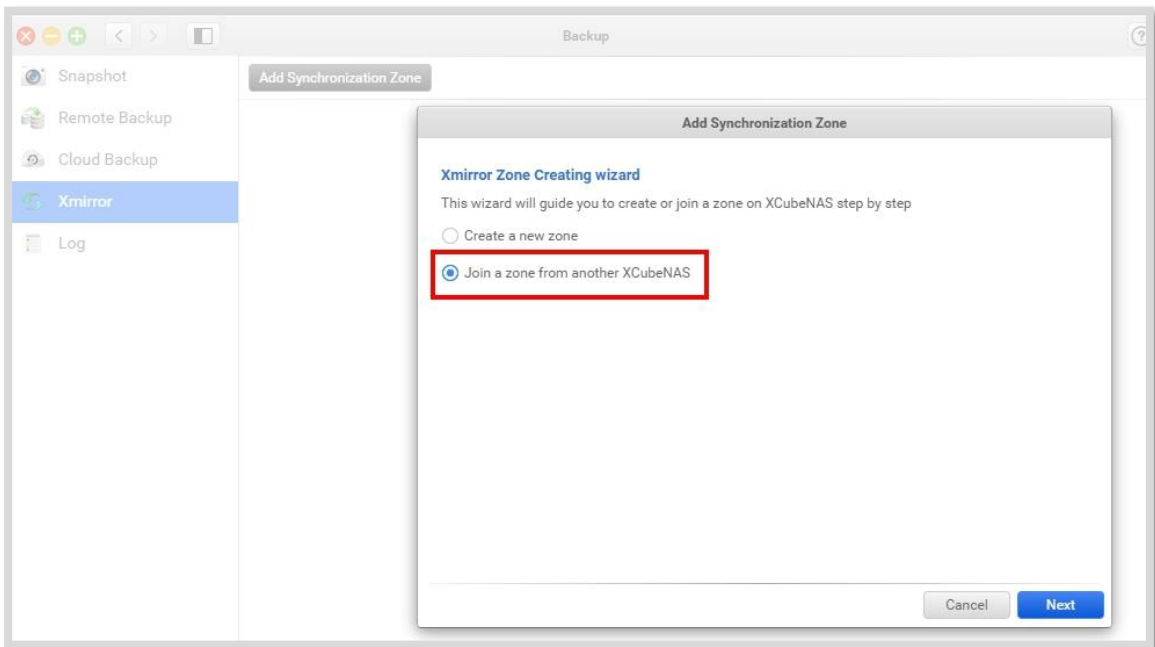 Backup
?
Snapshot
Remote Backup
Cloud Backup
Xmirror
Log
Add Synchronization Zone
Add Synchronization Zone
Xmirror Zone Creating wizard
This wizard will guide you to create or join a zone on XCubeNAS step by step
Create a new zone
Join a zone from another XCubeNAS
Cancel
Next